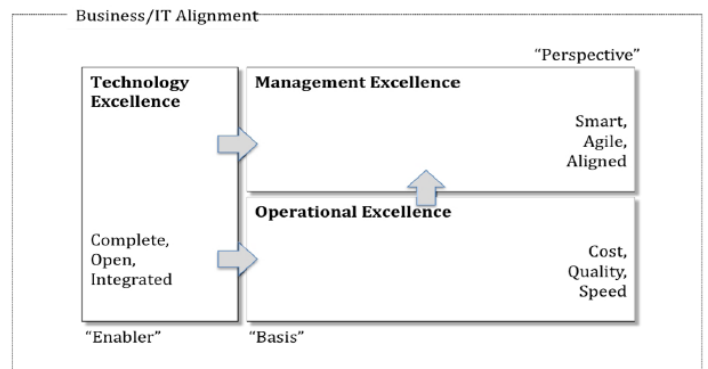 Business/IT Alignment
“Perspective”
Technology
Excellence
Management Excellence
Smart,
Agile,
Aligned
Operational Excellence
Complete,
Open,
Integrated
Cost,
Quality,
Speed
“Enabler”
“Basis”